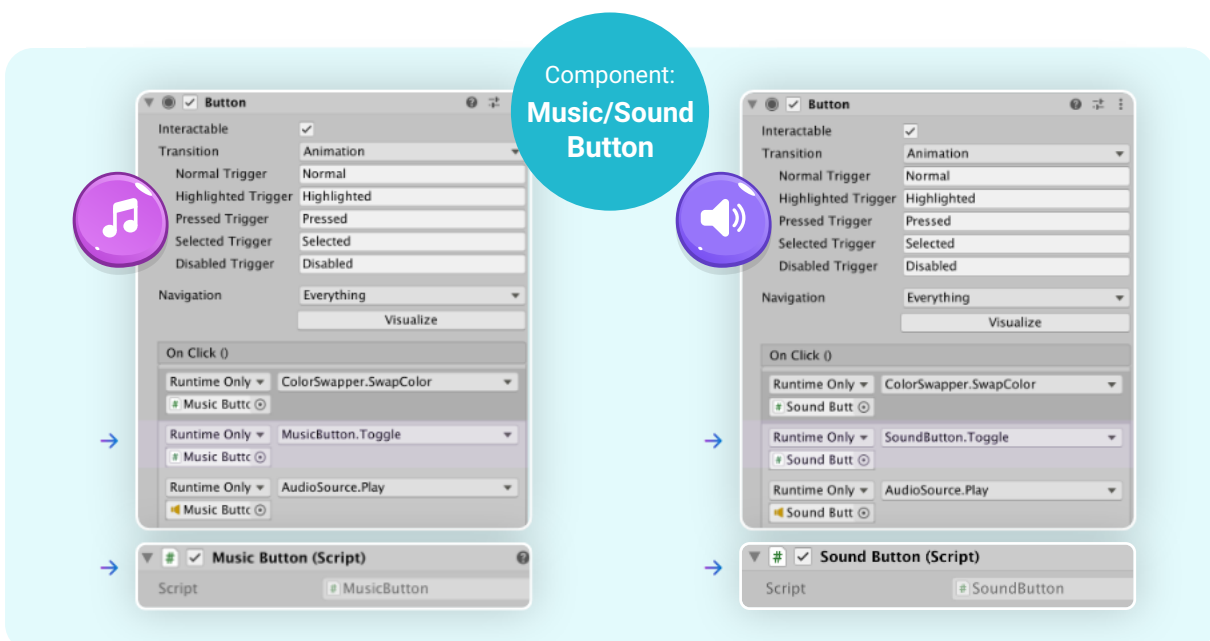 Component:
Music/Sound
Button
Button
Interactable
Transition Animation
Normal Trigger Normal
Highlighted Trigger Highlighted
Pressed Trigger Pressed
Selected Trigger Selected
Disabled Trigger Disabled
Navigation Everything
Visualize
On Click ()
Runtime Only ColorSwapper.SwapColor
# Music Buttc
Runtime Only MusicButton.Toggle
# Music Buttc
Runtime Only AudioSource.Play
Music Buttc
# Music Button (Script)
Script # MusicButton
Button
Interactable
Transition Animation
Normal Trigger Normal
Highlighted Trigger Highlighted
Pressed Trigger Pressed
Selected Trigger Selected
Disabled Trigger Disabled
Navigation Everything
Visualize
On Click ()
Runtime Only ColorSwapper.SwapColor
# Sound Butt
Runtime Only SoundButton.Toggle
# Sound Butt
Runtime Only AudioSource.Play
Sound Butt
# Sound Button (Script)
Script # SoundButton